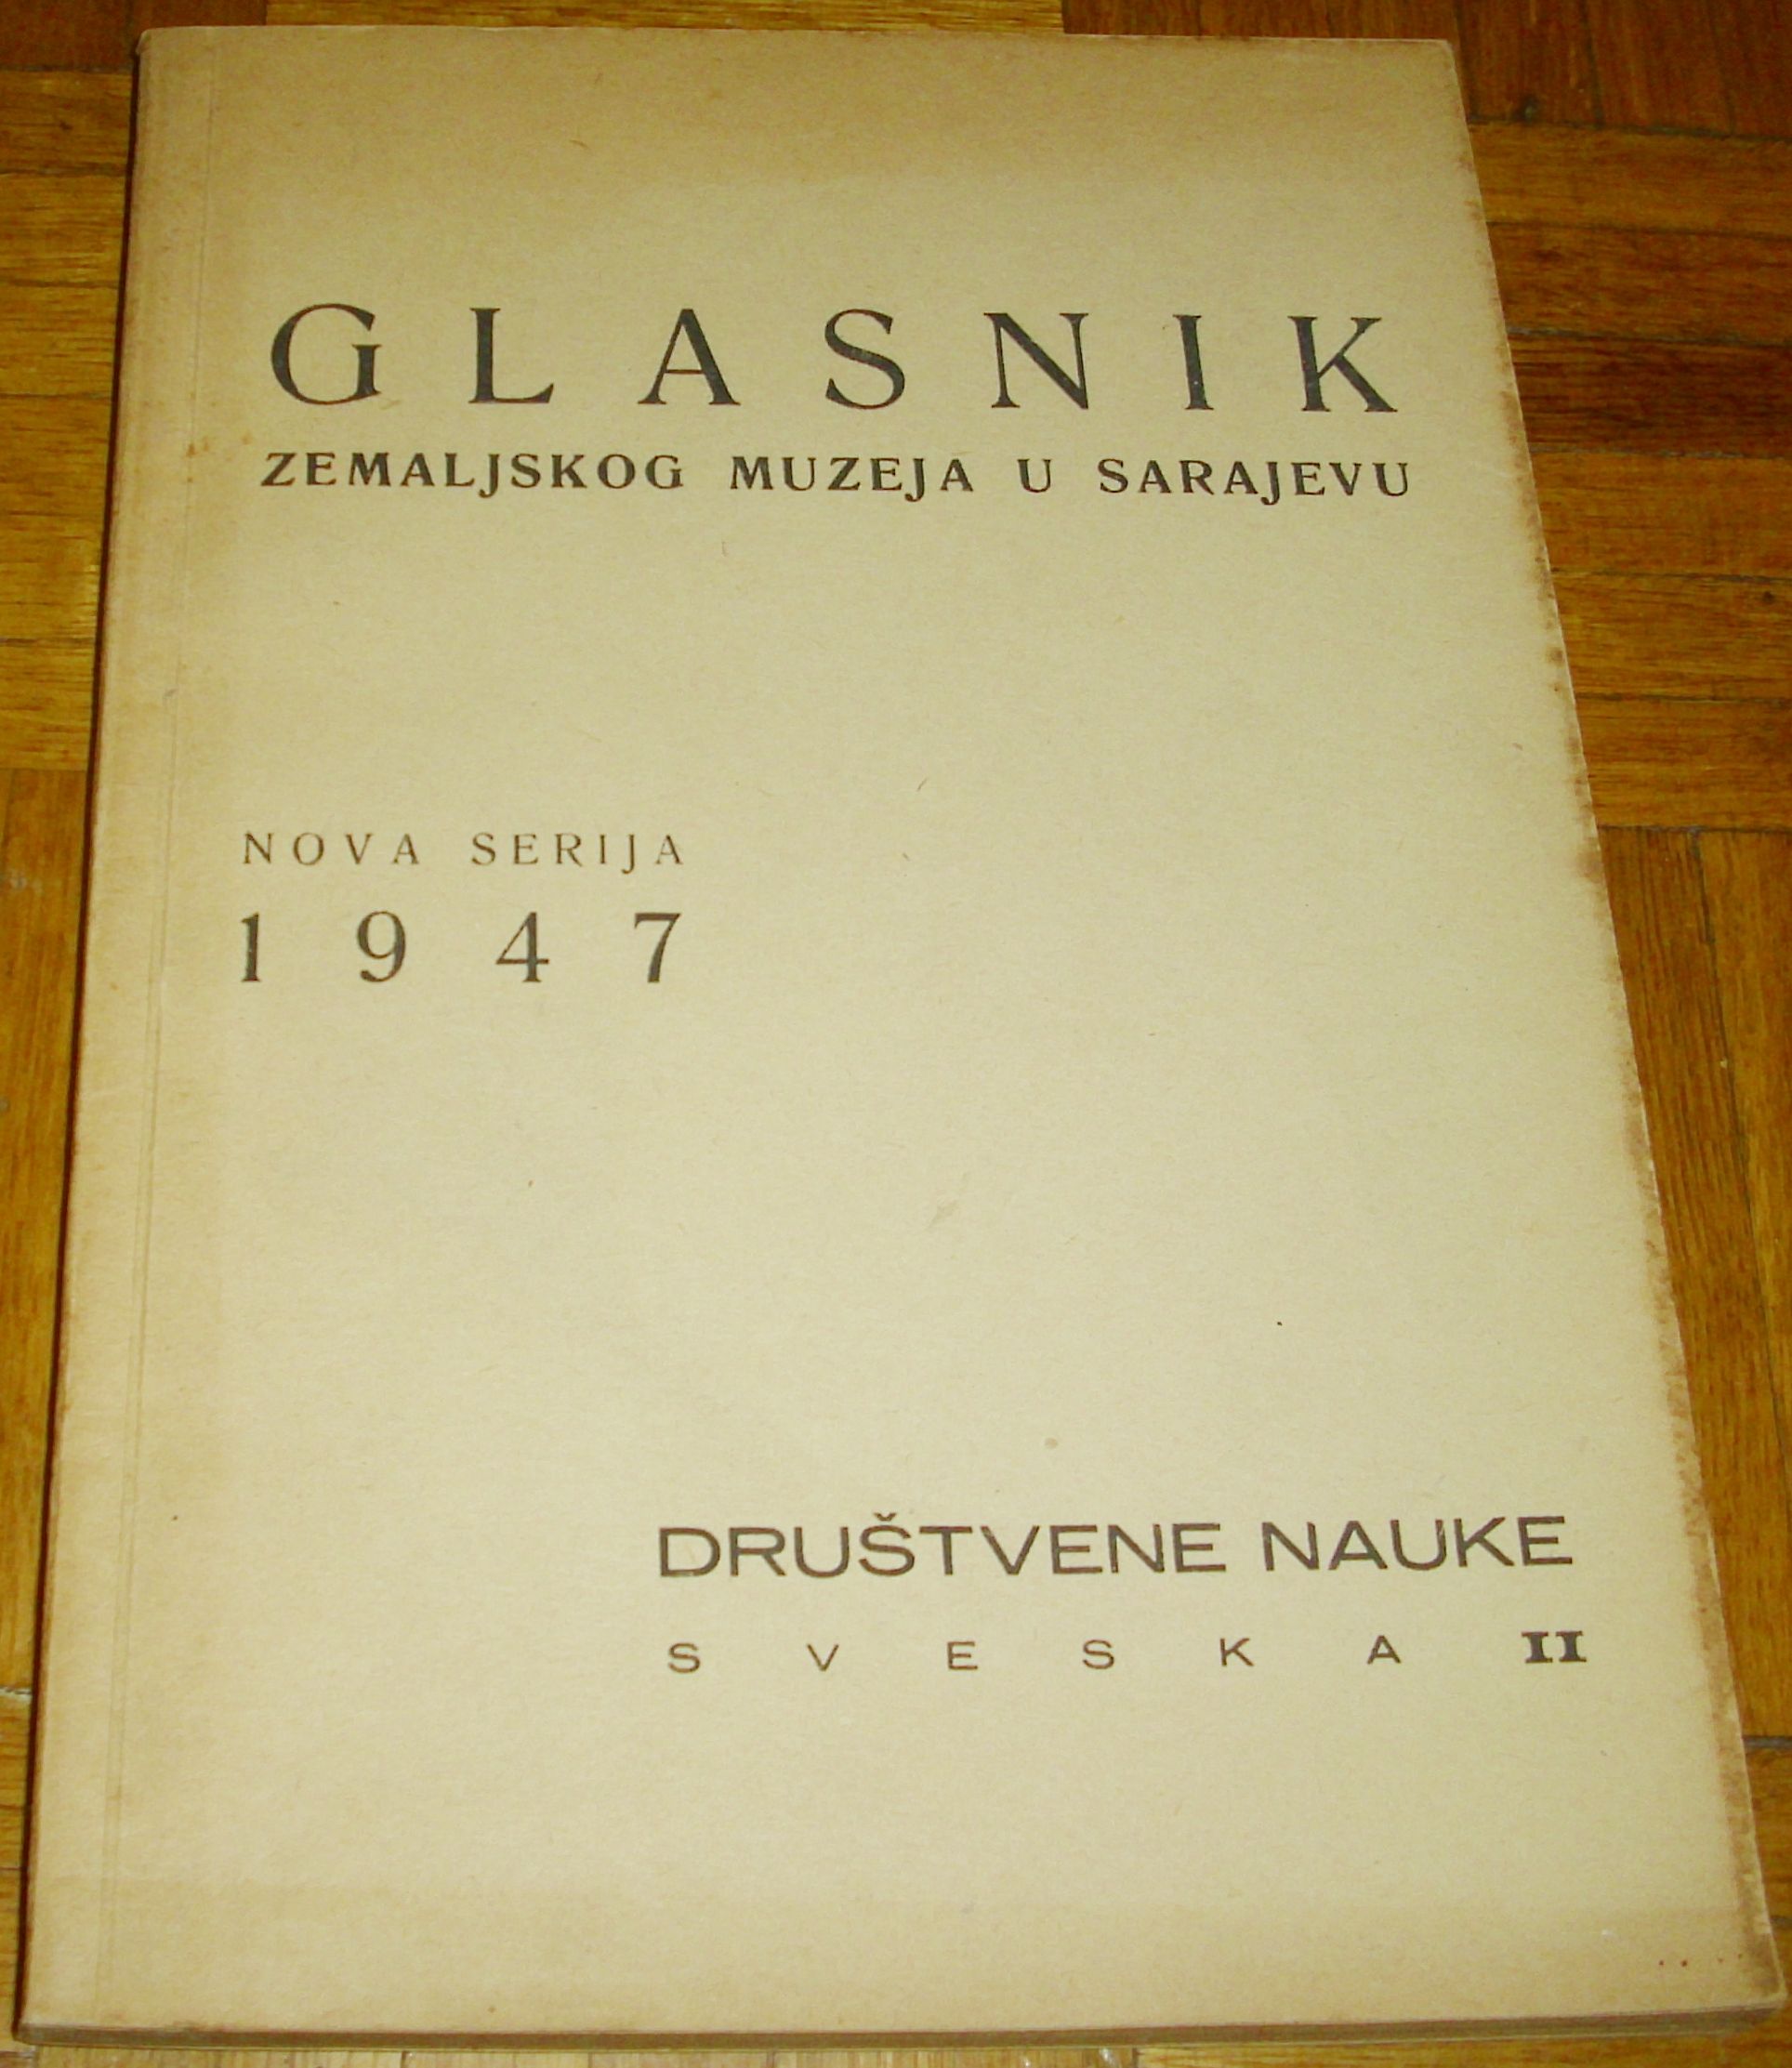 GLASNIK
ZEMALJSKOG MUZEJA U SARAJEVU
NOVA SERIJA
1947
DRUŠTVENE NAUKE
SVESKA II